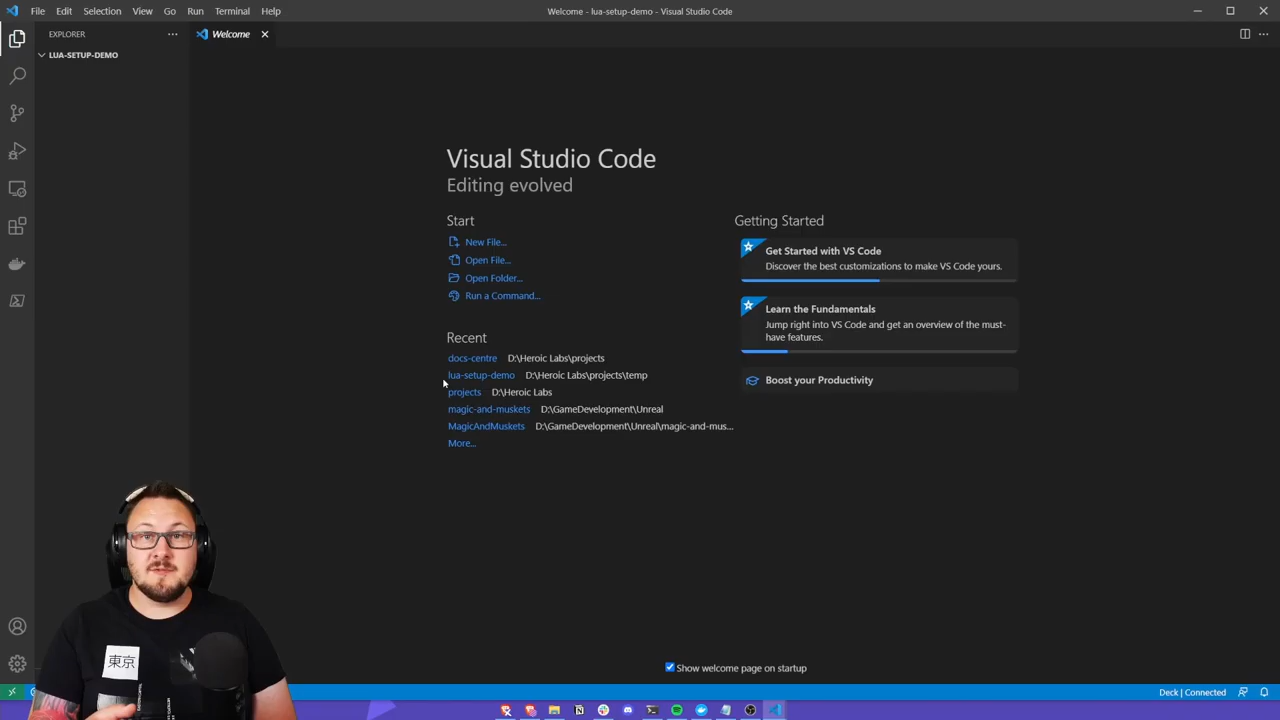 File Edit Selection View Go Run Terminal Help
Welcome - lua-setup-demo - Visual Studio Code
EXPLORER
LUA-SETUP-DEMO
Welcome
Visual Studio Code
Editing evolved
Start
New File...
Open File...
Open Folder...
Run a Command...
Recent
docs-centre D:\Heroic Labs\projects
lua-setup-demo D:\Heroic Labs\projects\temp
projects D:\Heroic Labs
magic-and-muskets D:\GameDevelopment\Unreal
MagicAndMuskets D:\GameDevelopment\Unreal\magic-and-mus...
More...
Getting Started
Get Started with VS Code
Discover the best customizations to make VS Code yours.
Learn the Fundamentals
Jump right into VS Code and get an overview of the must-
have features.
Boost your Productivity
Show welcome page on startup
東京
Deck | Connected